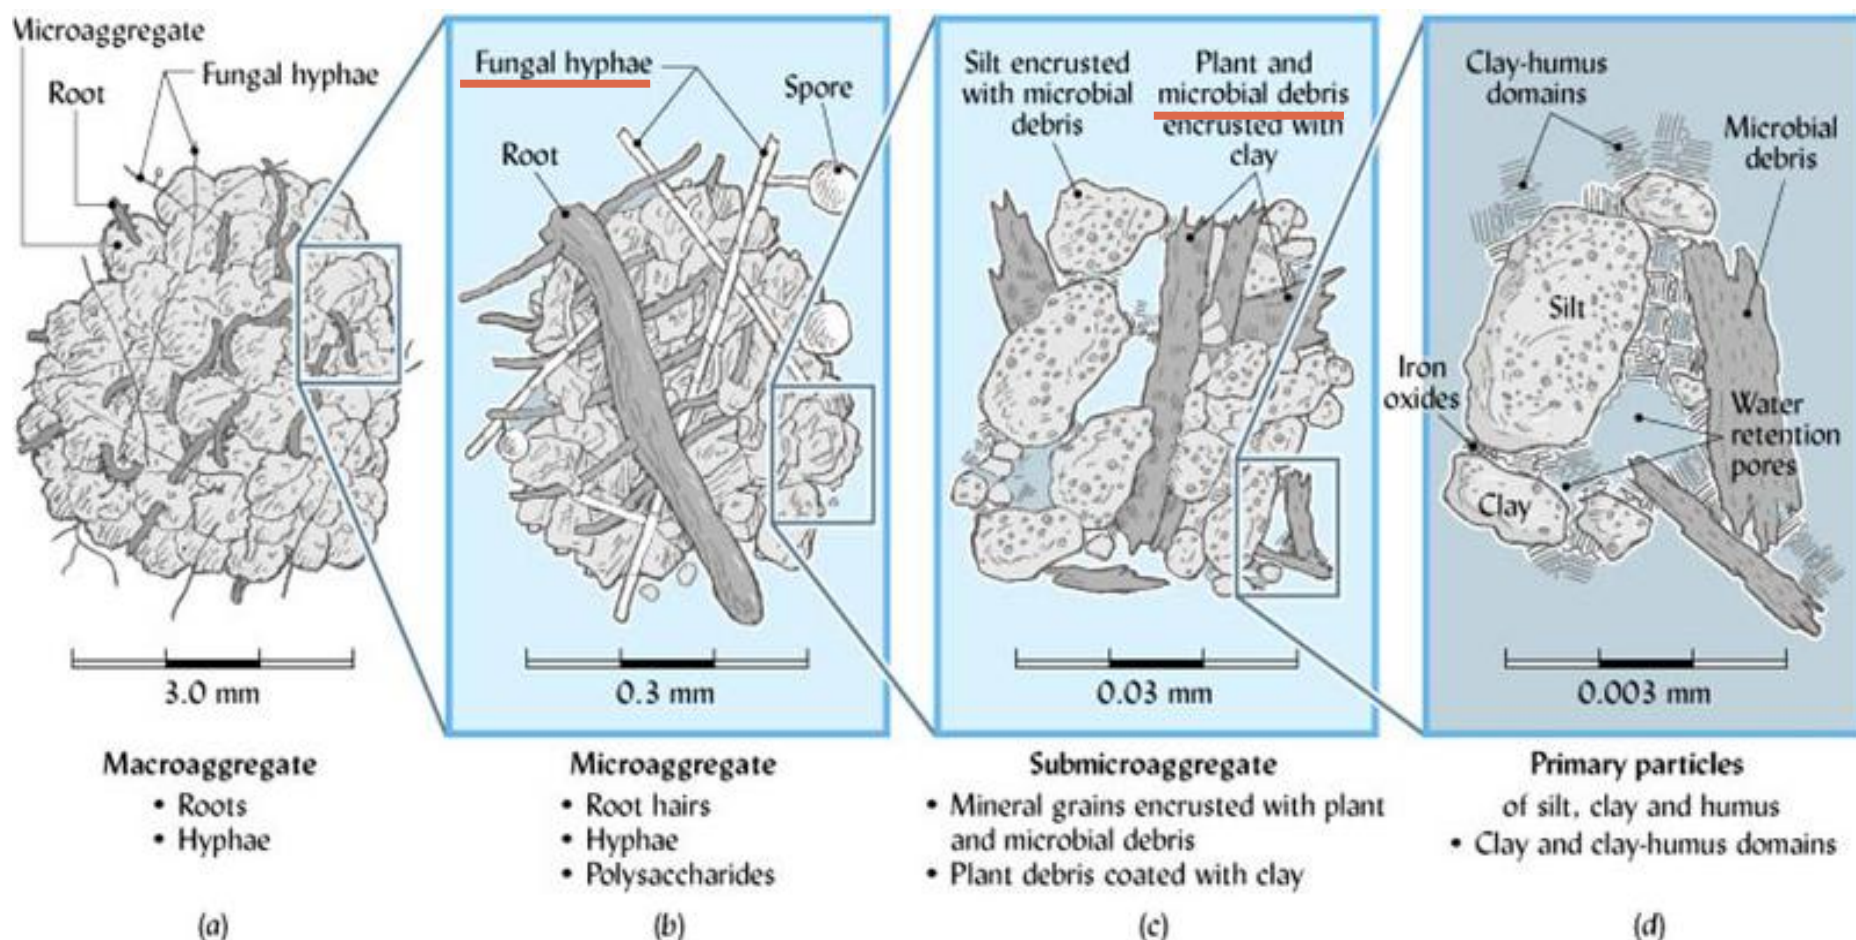 Microaggregate
Fungal hyphae
Root
3.0 mm
Macroaggregate
• Roots
• Hyphae
(a)
Fungal hyphae
Spore
Root
0.3 mm
Microaggregate
• Root hairs
• Hyphae
• Polysaccharides
(b)
Silt encrusted
with microbial
debris
Plant and
microbial debris
encrusted with
clay
0.03 mm
Submicroaggregate
• Mineral grains encrusted with plant
and microbial debris
• Plant debris coated with clay
(c)
Clay-humus
domains
Microbial
debris
Silt
Iron
oxides
Water
retention
pores
Clay
0.003 mm
Primary particles
of silt, clay and humus
• Clay and clay-humus domains
(d)